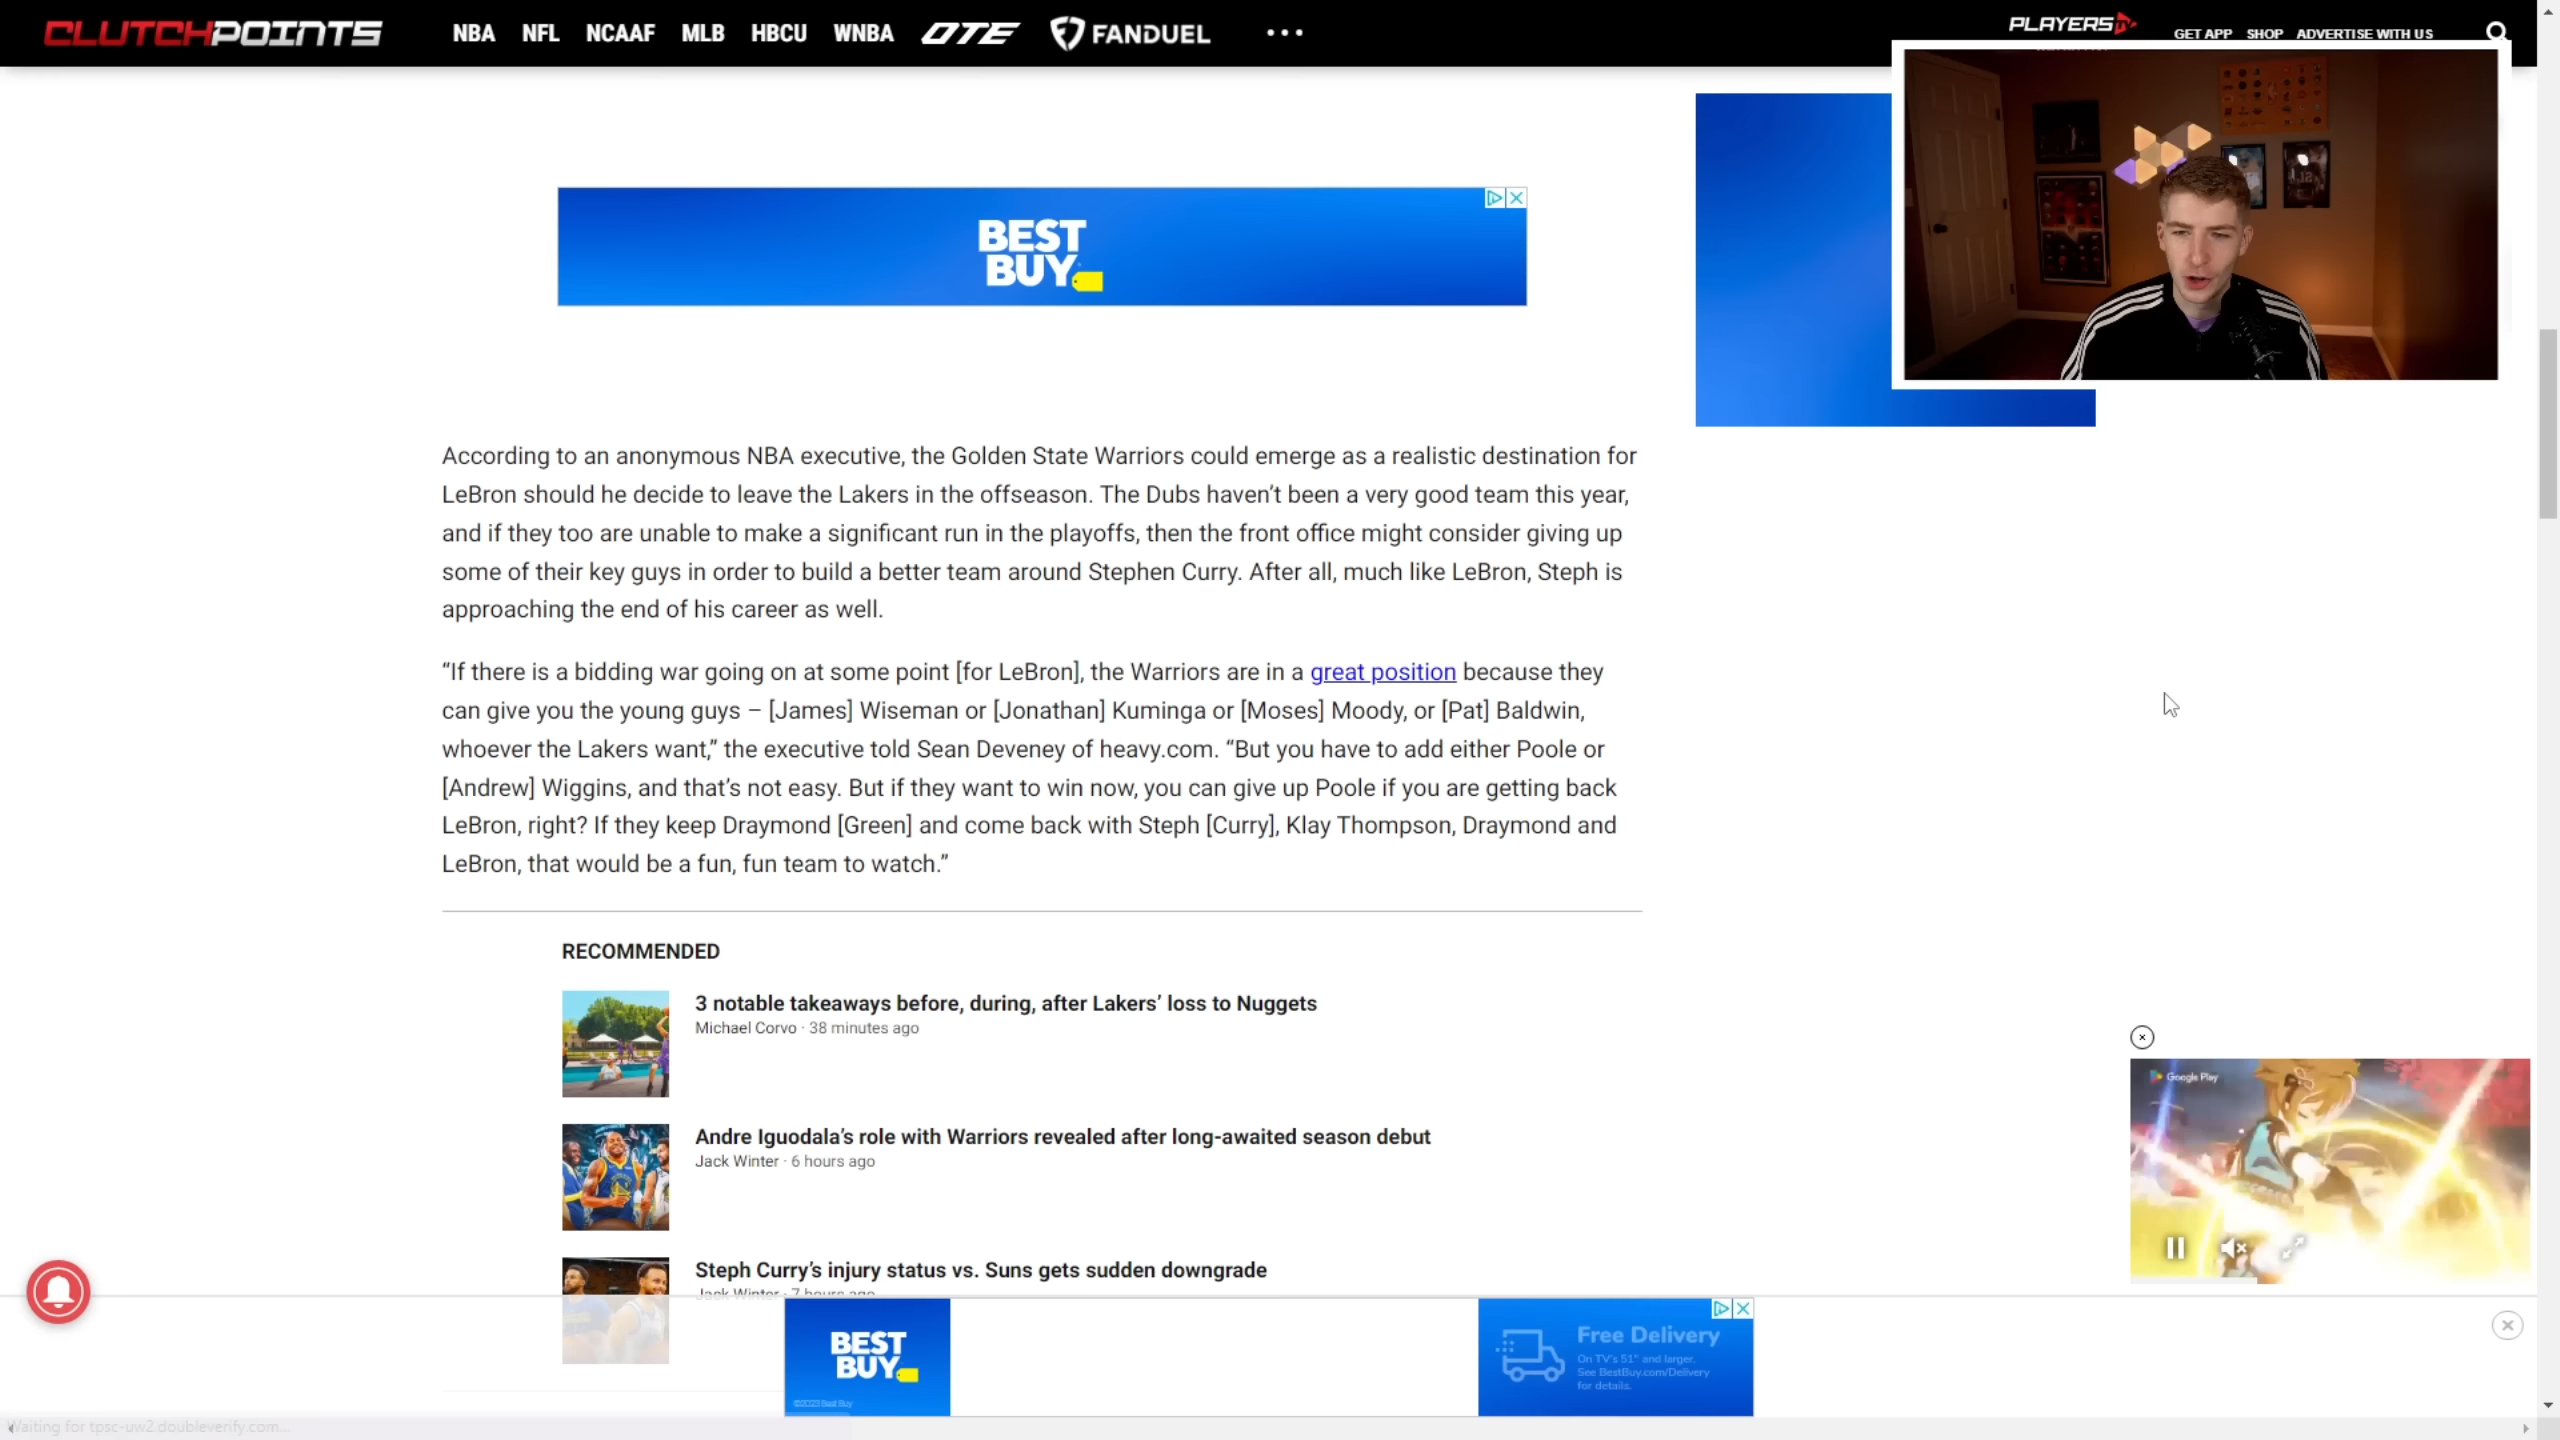 CLUTCHPOINTS NBA NFL NCAAF MLB HBCU WNBA OTE FANDUEL ... PLAYERSTV GET APP SHOP ADVERTISE WITH US
BEST
BUY
According to an anonymous NBA executive, the Golden State Warriors could emerge as a realistic destination for
LeBron should he decide to leave the Lakers in the offseason. The Dubs haven’t been a very good team this year,
and if they too are unable to make a significant run in the playoffs, then the front office might consider giving up
some of their key guys in order to build a better team around Stephen Curry. After all, much like LeBron, Steph is
approaching the end of his career as well.
“If there is a bidding war going on at some point [for LeBron], the Warriors are in a great position because they
can give you the young guys – [James] Wiseman or [Jonathan] Kuminga or [Moses] Moody, or [Pat] Baldwin,
whoever the Lakers want,” the executive told Sean Deveney of heavy.com. “But you have to add either Poole or
[Andrew] Wiggins, and that’s not easy. But if they want to win now, you can give up Poole if you are getting back
LeBron, right? If they keep Draymond [Green] and come back with Steph [Curry], Klay Thompson, Draymond and
LeBron, that would be a fun, fun team to watch.”
RECOMMENDED
3 notable takeaways before, during, after Lakers’ loss to Nuggets
Michael Corvo · 38 minutes ago
Andre Iguodala’s role with Warriors revealed after long-awaited season debut
Jack Winter · 6 hours ago
Steph Curry’s injury status vs. Suns gets sudden downgrade
Jack Winter · 7 hours ago
Google Play
BEST
BUY
©2023 Best Buy
Free Delivery
On TV's 51" and larger.
See BestBuy.com/Delivery
for details.
Waiting for tpsc-uw2.doubleverify.com...